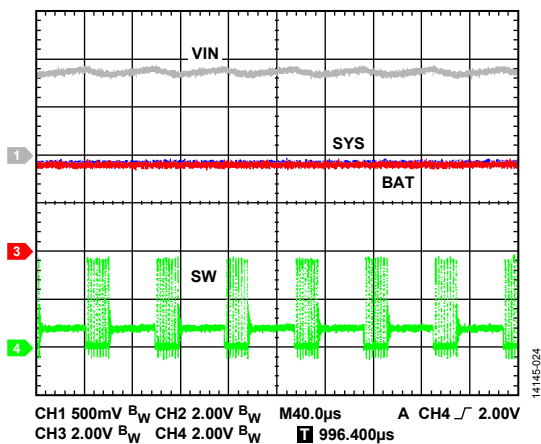 VIN
1
SYS
BAT
3
SW
4
14145-024
CH1 500mV BW CH2 2.00V BW M40.0µs A CH4 2.00V
CH3 2.00V BW CH4 2.00V BW T 996.400µs